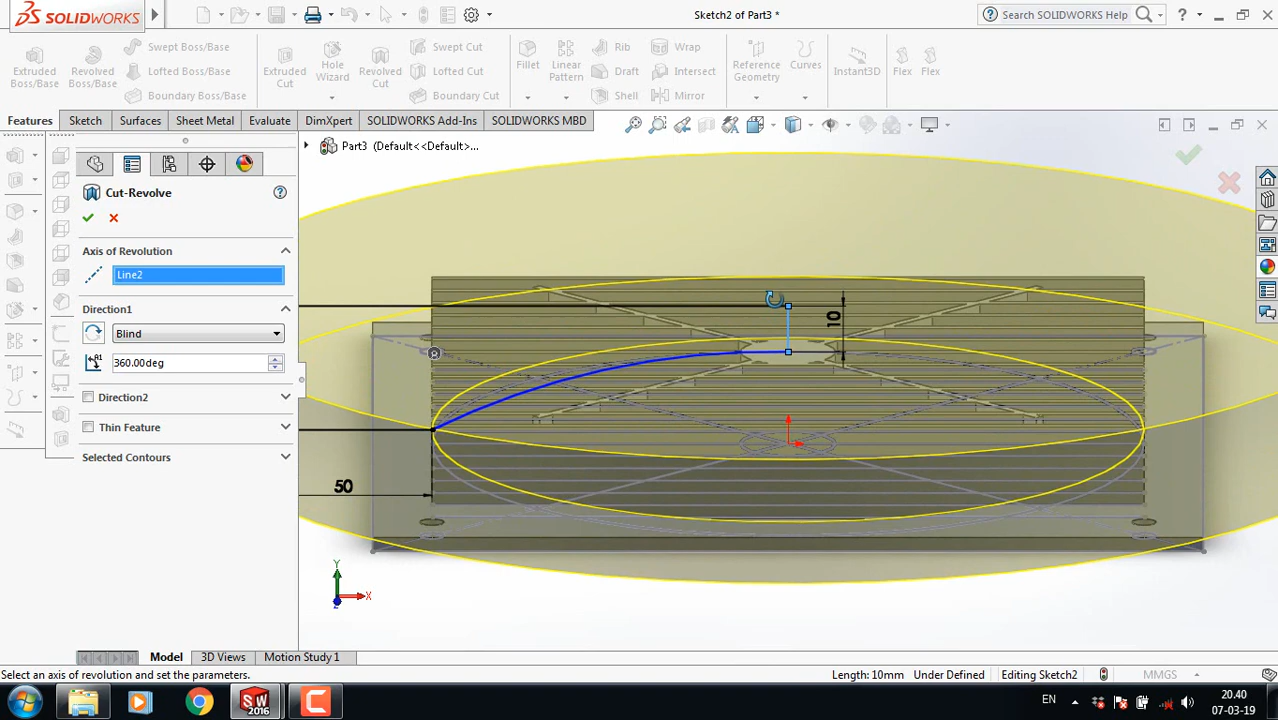 SOLIDWORKS
Sketch2 of Part3 *
Search SOLIDWORKS Help
Extruded Boss/Base
Revolved Boss/Base
Swept Boss/Base
Lofted Boss/Base
Boundary Boss/Base
Extruded Cut
Hole Wizard
Revolved Cut
Swept Cut
Lofted Cut
Boundary Cut
Fillet
Linear Pattern
Rib
Draft
Shell
Wrap
Intersect
Mirror
Reference Geometry
Curves
Instant3D
Flex
Flex
Features
Sketch
Surfaces
Sheet Metal
Evaluate
DimXpert
SOLIDWORKS Add-Ins
SOLIDWORKS MBD
Part3 (Default<<Default>...
Cut-Revolve
Axis of Revolution
Line2
Direction1
Blind
360.00deg
Direction2
Thin Feature
Selected Contours
10
50
Y
X
Z
Model
3D Views
Motion Study 1
Select an axis of revolution and set the parameters.
Length: 10mm
Under Defined
Editing Sketch2
MMGS
SW
2016
EN
20.40
07-03-19